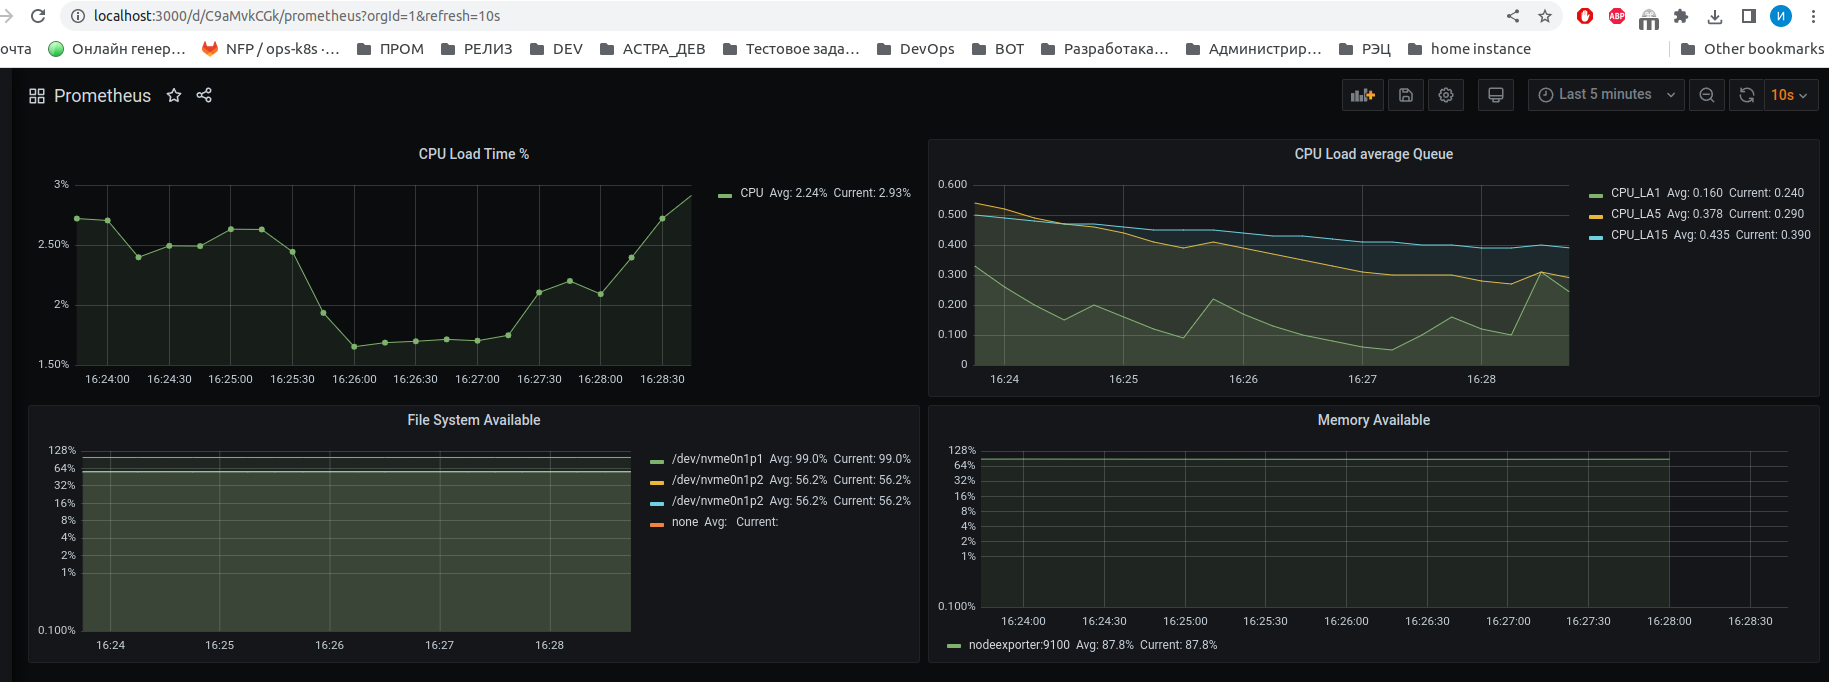 localhost:3000/d/C9aMvkCGk/prometheus?orgId=1&refresh=10s
ABP
И
очта Онлайн генер... NFP / ops-k8s ·... ПРОМ РЕЛИЗ DEV АСТРА_ДЕВ Тестовое зада... DevOps ВОТ Разработака... Администрир... РЭЦ home instance Other bookmarks
Prometheus
Last 5 minutes
10s
CPU Load Time %
3%
2.50%
2%
1.50%
16:24:00 16:24:30 16:25:00 16:25:30 16:26:00 16:26:30 16:27:00 16:27:30 16:28:00 16:28:30
CPU Avg: 2.24% Current: 2.93%
CPU Load average Queue
0.600
0.500
0.400
0.300
0.200
0.100
0
16:24 16:25 16:26 16:27 16:28
CPU_LA1 Avg: 0.160 Current: 0.240
CPU_LA5 Avg: 0.378 Current: 0.290
CPU_LA15 Avg: 0.435 Current: 0.390
File System Available
128%
64%
32%
16%
8%
4%
2%
1%
0.100%
16:24 16:25 16:26 16:27 16:28
/dev/nvme0n1p1 Avg: 99.0% Current: 99.0%
/dev/nvme0n1p2 Avg: 56.2% Current: 56.2%
/dev/nvme0n1p2 Avg: 56.2% Current: 56.2%
none Avg: Current:
Memory Available
128%
64%
32%
16%
8%
4%
2%
1%
0.100%
16:24:00 16:24:30 16:25:00 16:25:30 16:26:00 16:26:30 16:27:00 16:27:30 16:28:00 16:28:30
nodeexporter:9100 Avg: 87.8% Current: 87.8%